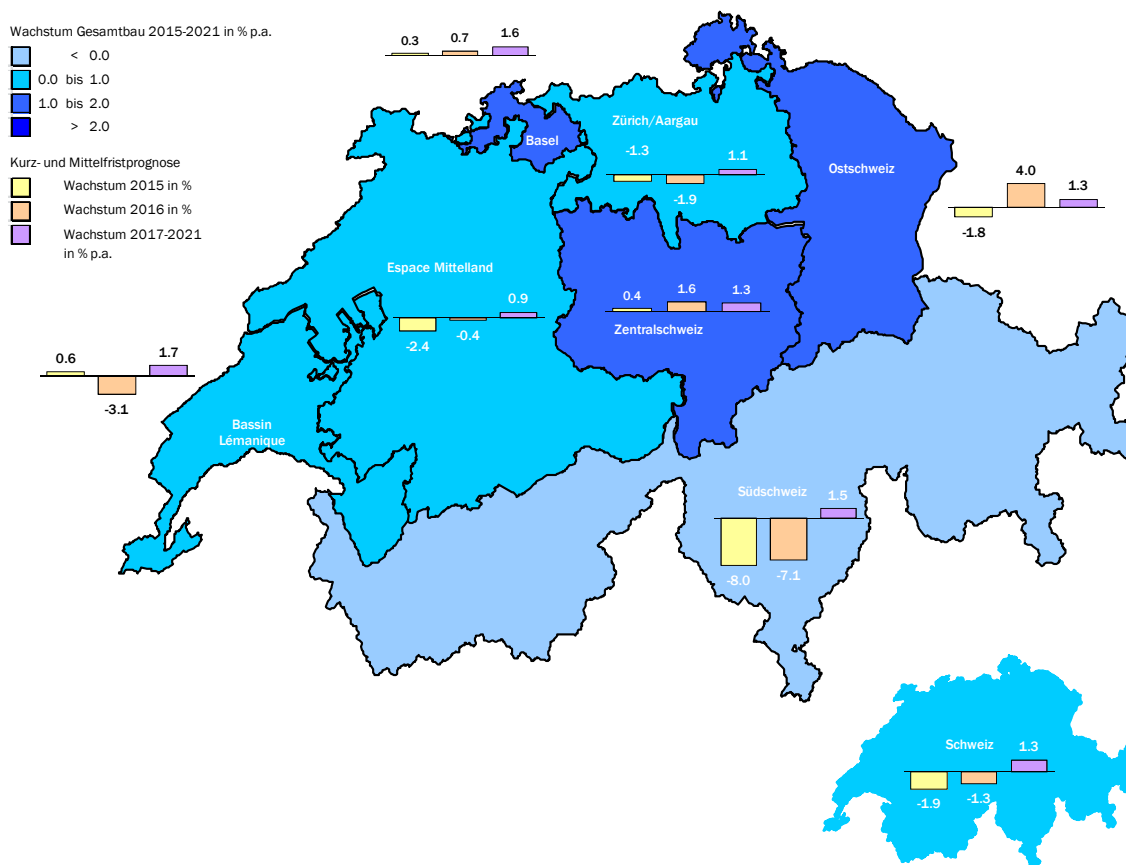 Wachstum Gesamtbau 2015-2021 in % p.a.
< 0.0
0.0 bis 1.0
1.0 bis 2.0
> 2.0
Kurz- und Mittelfristprognose
Wachstum 2015 in %
Wachstum 2016 in %
Wachstum 2017-2021
in % p.a.
0.3 0.7 1.6
Basel
Zürich/Aargau
-1.3 -1.9 1.1
Ostschweiz
-1.8 4.0 1.3
Espace Mittelland
-2.4 -0.4 0.9
0.4 1.6 1.3
Zentralschweiz
0.6 -3.1 1.7
Bassin
Lémanique
Südschweiz
-8.0 -7.1 1.5
Schweiz
-1.9 -1.3 1.3